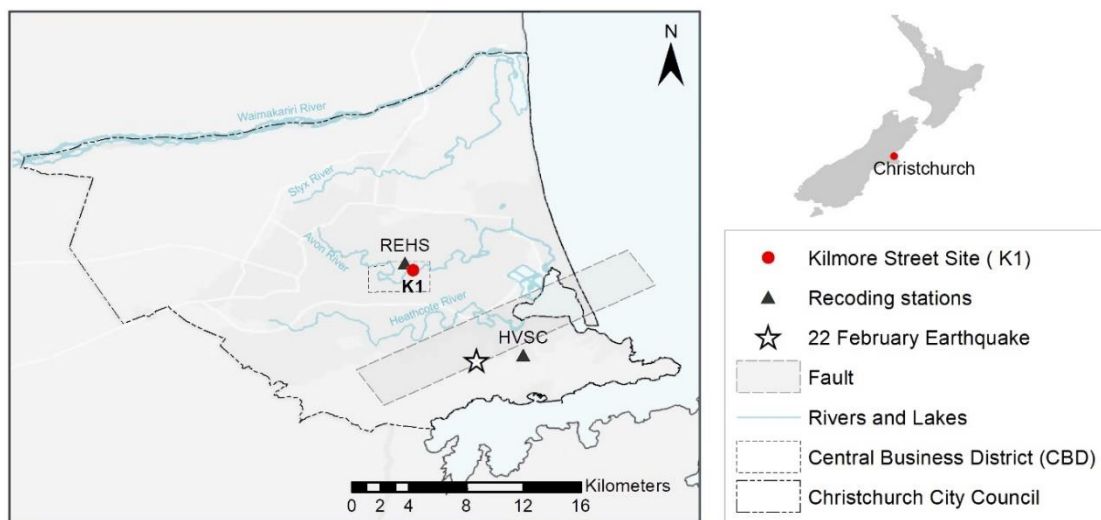 N
Waimakariri River
Styx River
Avon River
REHS
K1
Heathcote River
HVSC
Kilometers
0 2 4 8 12 16
Christchurch
Kilmore Street Site ( K1)
Recoding stations
22 February Earthquake
Fault
Rivers and Lakes
Central Business District (CBD)
Christchurch City Council